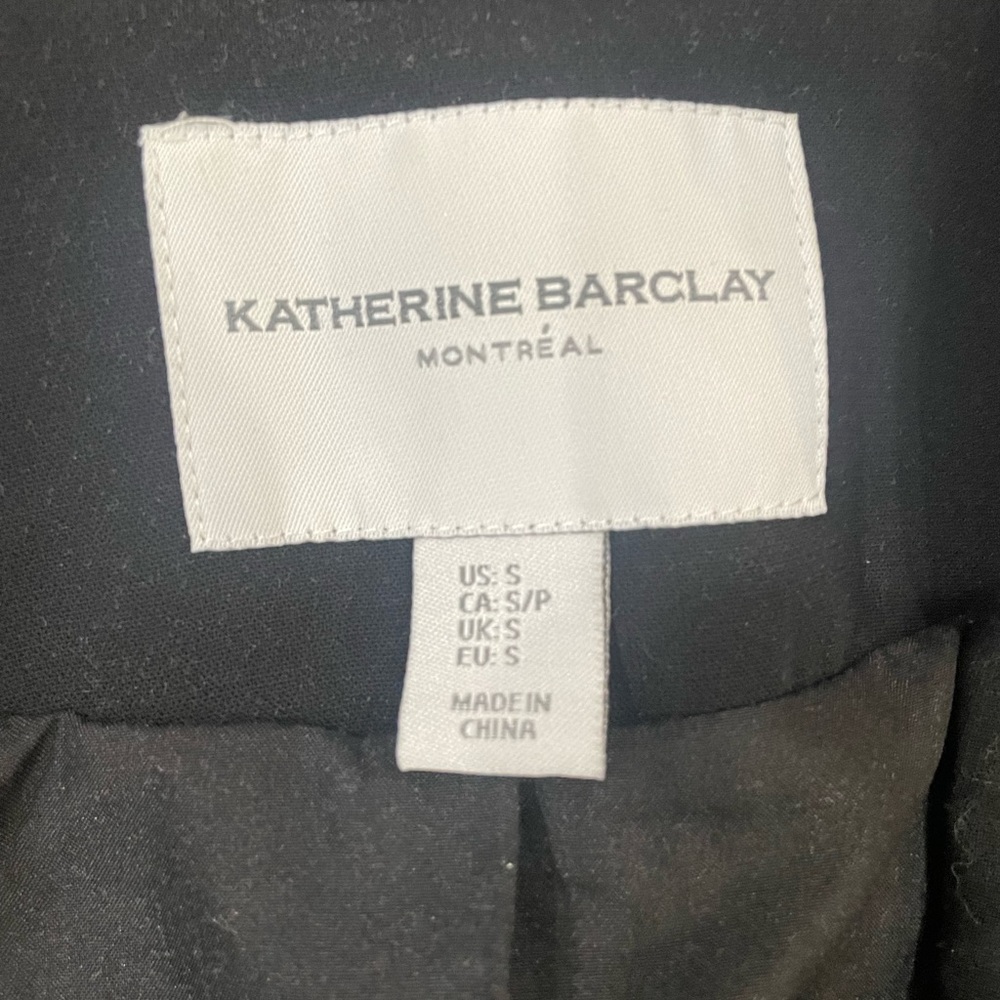 KATHERINE BARCLAY
MONTRÉAL
US: S
CA: S/P
UK: S
EU: S
MADE IN
CHINA